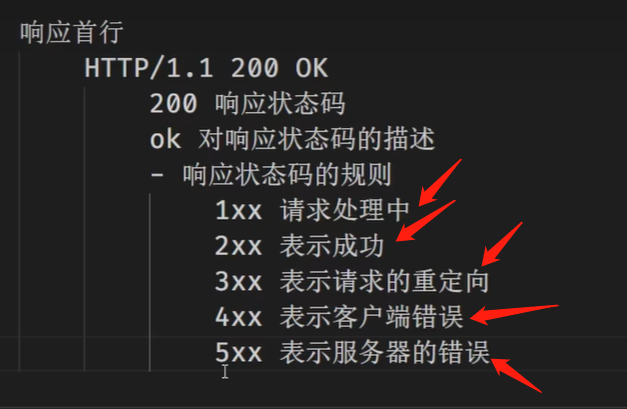 响应首行
HTTP/1.1 200 OK
200 响应状态码
ok 对响应状态码的描述
- 响应状态码的规则
1xx 请求处理中
2xx 表示成功
3xx 表示请求的重定向
4xx 表示客户端错误
5xx 表示服务器的错误